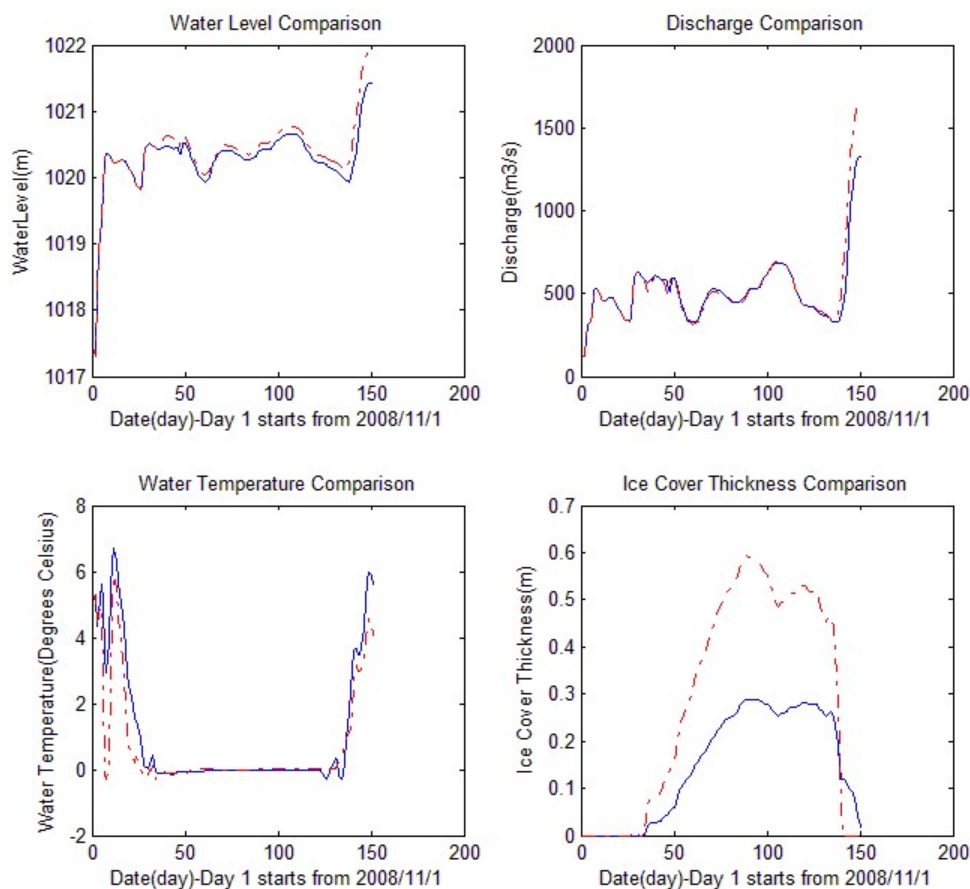 Water Level Comparison
1022
1021
1020
1019
1018
1017
WaterLevel(m)
0 50 100 150 200
Date(day)-Day 1 starts from 2008/11/1
Discharge Comparison
2000
1500
1000
500
0
Discharge(m3/s)
0 50 100 150 200
Date(day)-Day 1 starts from 2008/11/1
Water Temperature Comparison
8
6
4
2
0
-2
Water Temperature(Degrees Celsius)
0 50 100 150 200
Date(day)-Day 1 starts from 2008/11/1
Ice Cover Thickness Comparison
0.7
0.6
0.5
0.4
0.3
0.2
0.1
0
Ice Cover Thickness(m)
0 50 100 150 200
Date(day)-Day 1 starts from 2008/11/1